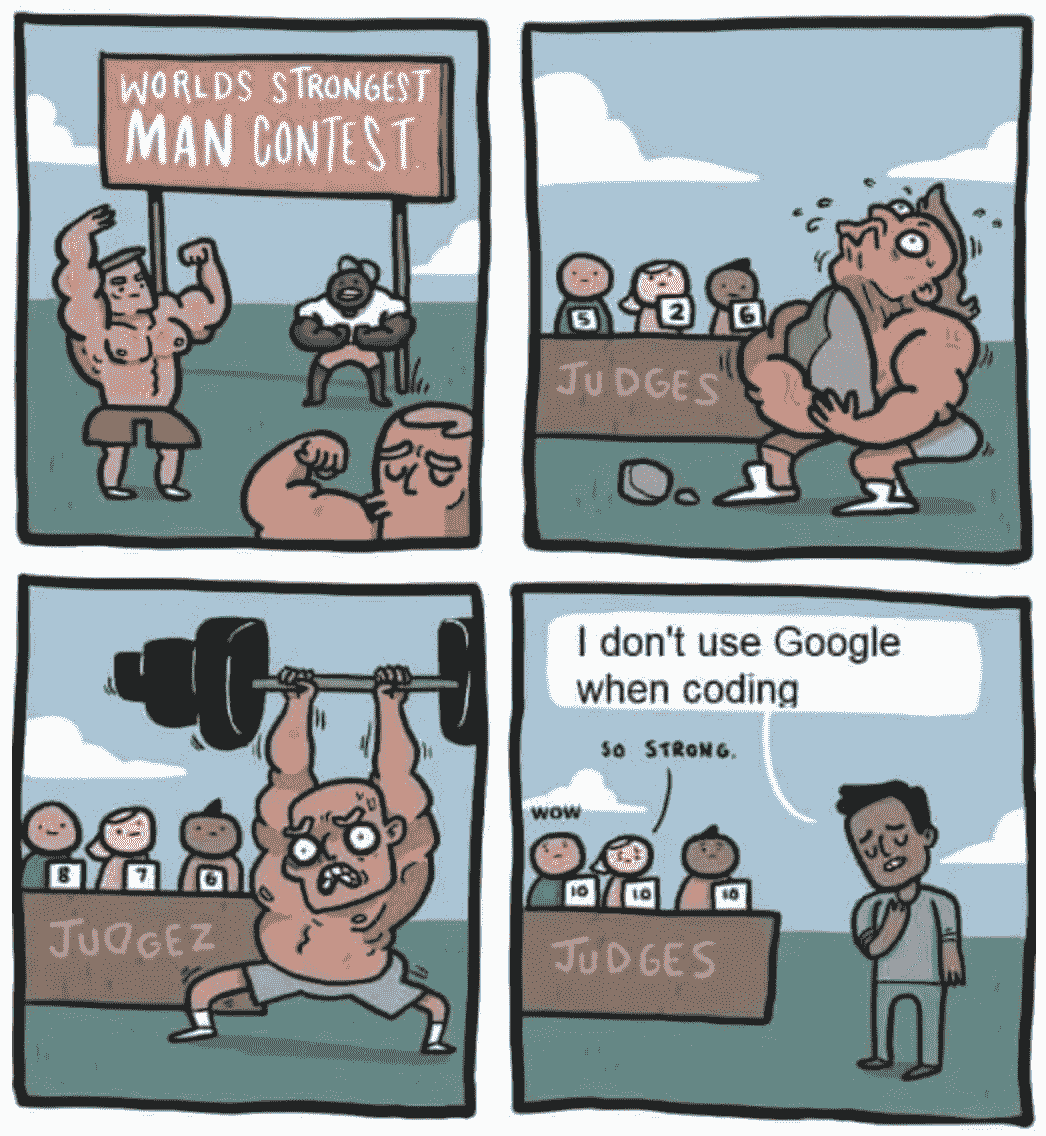 WORLDS STRONGEST
MAN CONTEST.
5
2
6
JUDGES
8
7
6
JUDGEZ
I don't use Google
when coding
SO STRONG.
WOW
10
10
10
JUDGES